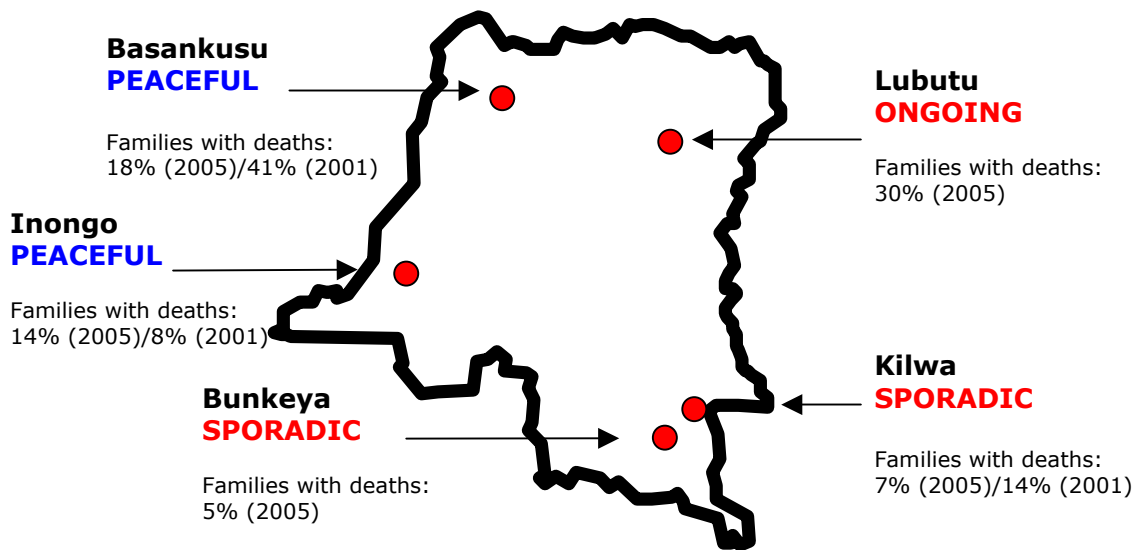 Basankusu
PEACEFUL
Families with deaths:
18% (2005)/41% (2001)
Lubutu
ONGOING
Families with deaths:
30% (2005)
Inongo
PEACEFUL
Families with deaths:
14% (2005)/8% (2001)
Bunkeya
SPORADIC
Families with deaths:
5% (2005)
Kilwa
SPORADIC
Families with deaths:
7% (2005)/14% (2001)